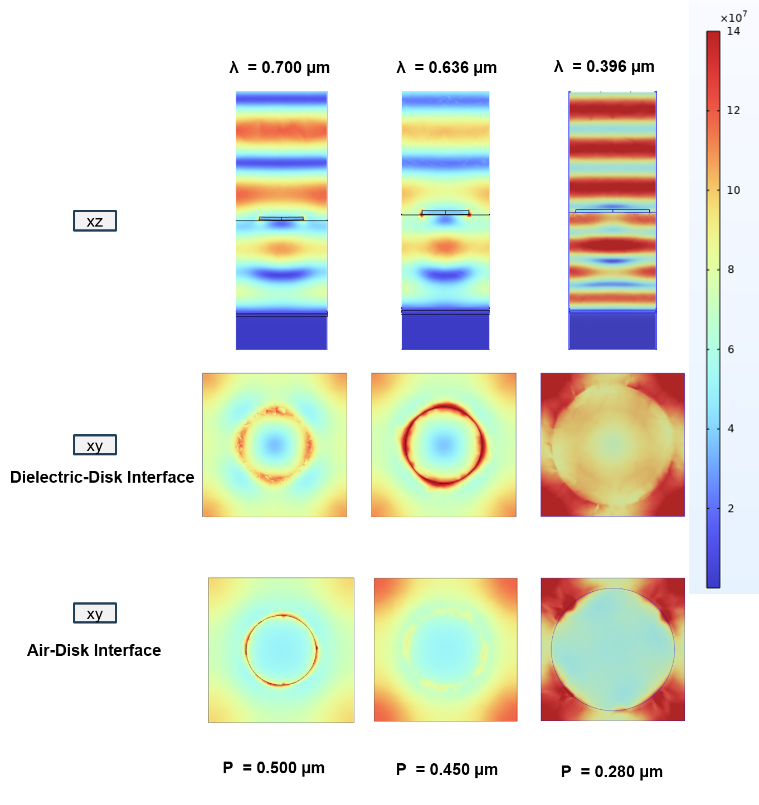 ×10⁷
14
λ = 0.700 µm
λ = 0.636 µm
λ = 0.396 µm
12
10
xz
8
6
xy
4
Dielectric-Disk Interface
2
xy
Air-Disk Interface
P = 0.500 µm
P = 0.450 µm
P = 0.280 µm